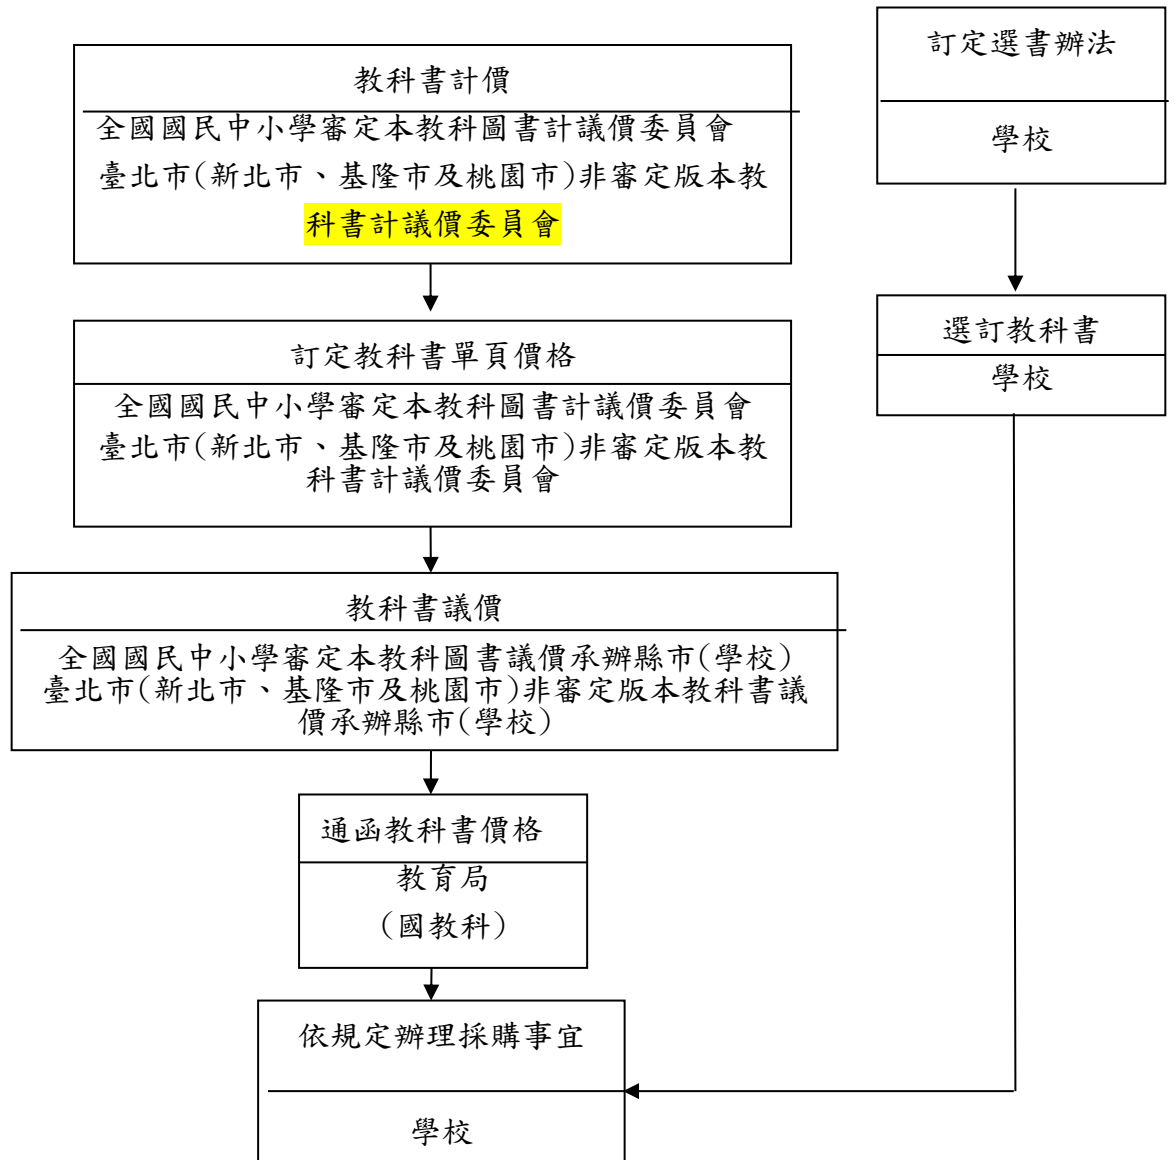 教科書計價
全國國民中小學審定本教科圖書計議價委員會
臺北市(新北市、基隆市及桃園市)非審定版本教
科書計議價委員會
訂定教科書單頁價格
全國國民中小學審定本教科圖書計議價委員會
臺北市(新北市、基隆市及桃園市)非審定版本教
科書計議價委員會
教科書議價
全國國民中小學審定本教科圖書議價承辦縣市(學校)
臺北市(新北市、基隆市及桃園市)非審定版本教科書議
價承辦縣市(學校)
通函教科書價格
教育局
(國教科)
依規定辦理採購事宜
學校
訂定選書辦法
學校
選訂教科書
學校